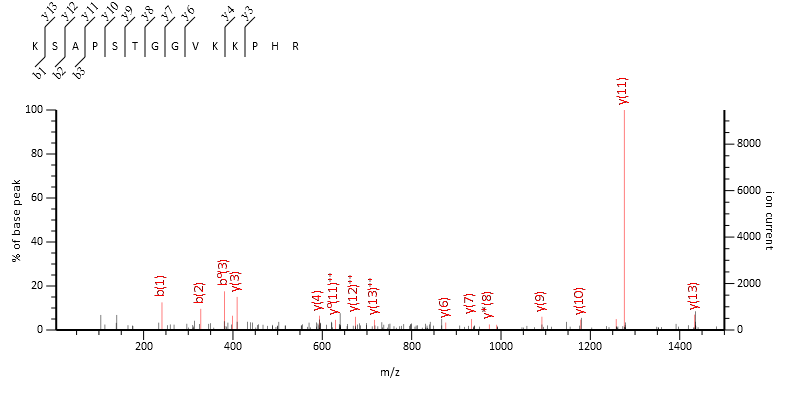 y13 y12 y11 y10 y9 y8 y7 y6 y4 y3
K S A P S T G G V K K P H R
b1 b2 b3
y(11)
100
80
60
40
20
0
% of base peak
b(1)
b(2)
b°(3)
y(3)
y(4)
y°(11)⁺⁺
y(12)⁺⁺
y(13)⁺⁺
y(6)
y(7)
y*(8)
y(9)
y(10)
y(13)
8000
6000
4000
2000
0
ion current
200 400 600 800 1000 1200 1400
m/z